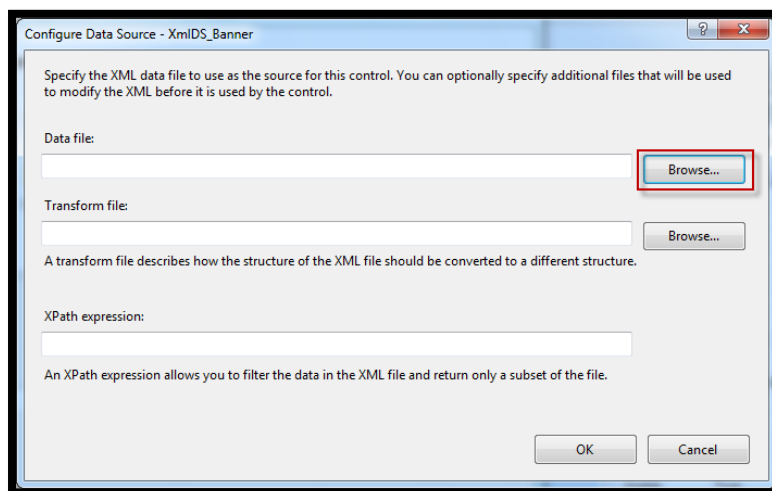 Configure Data Source - XmlDS_Banner
Specify the XML data file to use as the source for this control. You can optionally specify additional files that will be used
to modify the XML before it is used by the control.
Data file:
Browse...
Transform file:
Browse...
A transform file describes how the structure of the XML file should be converted to a different structure.
XPath expression:
An XPath expression allows you to filter the data in the XML file and return only a subset of the file.
OK
Cancel